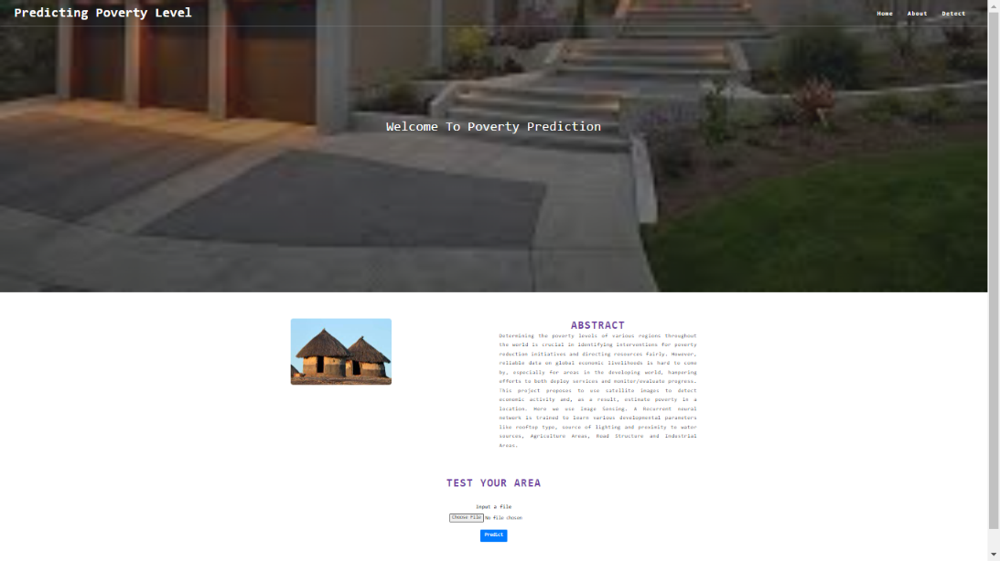 Predicting Poverty Level
Home About Detect
Welcome To Poverty Prediction
ABSTRACT
Determining the poverty levels of various regions throughout
the world is crucial in identifying interventions for poverty
reduction initiatives and directing resources fairly. However,
reliable data on global economic livelihoods is hard to come
by, especially for areas in the developing world, hampering
efforts to both deploy services and monitor/evaluate progress.
This project proposes to use satellite images to detect
economic activity and, as a result, estimate poverty in a
location. Here we use Image Sensing. A Recurrent neural
network is trained to learn various developmental parameters
like rooftop type, source of lighting and proximity to water
sources, Agriculture Areas, Road Structure and industrial
Areas.
TEST YOUR AREA
Input a file
Choose File No file chosen
Predict